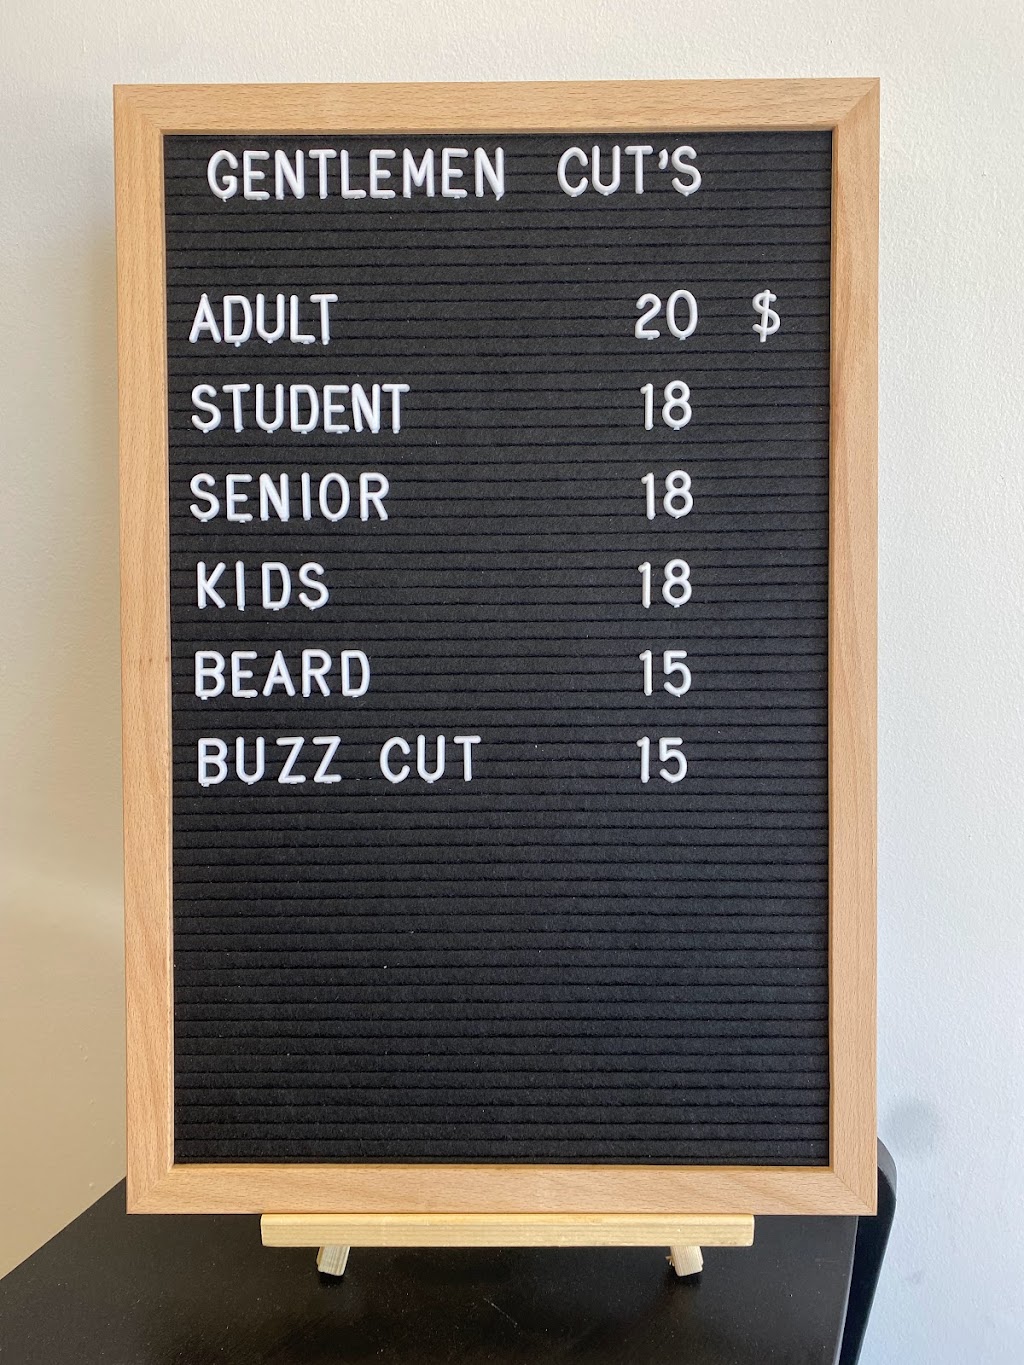 GENTLEMEN CUT'S
ADULT 20 $
STUDENT 18
SENIOR 18
KIDS 18
BEARD 15
BUZZ CUT 15